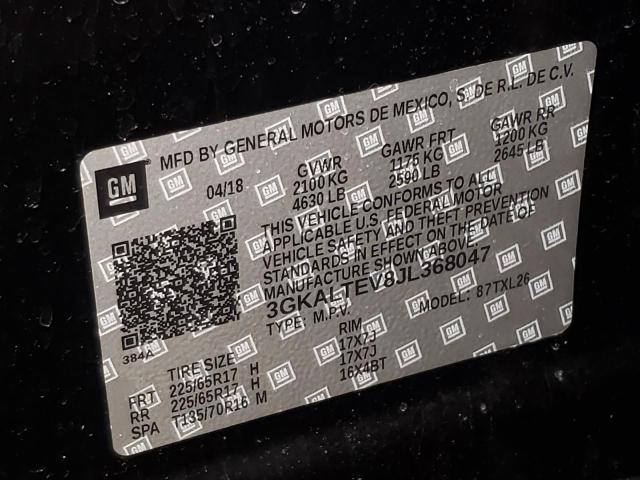 MFD BY GENERAL MOTORS DE MEXICO, S. DE R.L. DE C.V.
GM
04/18 GVWR GAWR FRT GAWR RR
2100 KG 1175 KG 1200 KG
4630 LB 2590 LB 2645 LB
THIS VEHICLE CONFORMS TO ALL
APPLICABLE U.S. FEDERAL MOTOR
VEHICLE SAFETY AND THEFT PREVENTION
STANDARDS IN EFFECT ON THE DATE OF
MANUFACTURE SHOWN ABOVE.
3GKALTEV8JL368047
TYPE: M.P.V. MODEL: 87TXL26
384A
TIRE SIZE RIM
FRT 225/65R17 H 17X7J
RR 225/65R17 H 17X7J
SPA T135/70R16 M 16X4BT